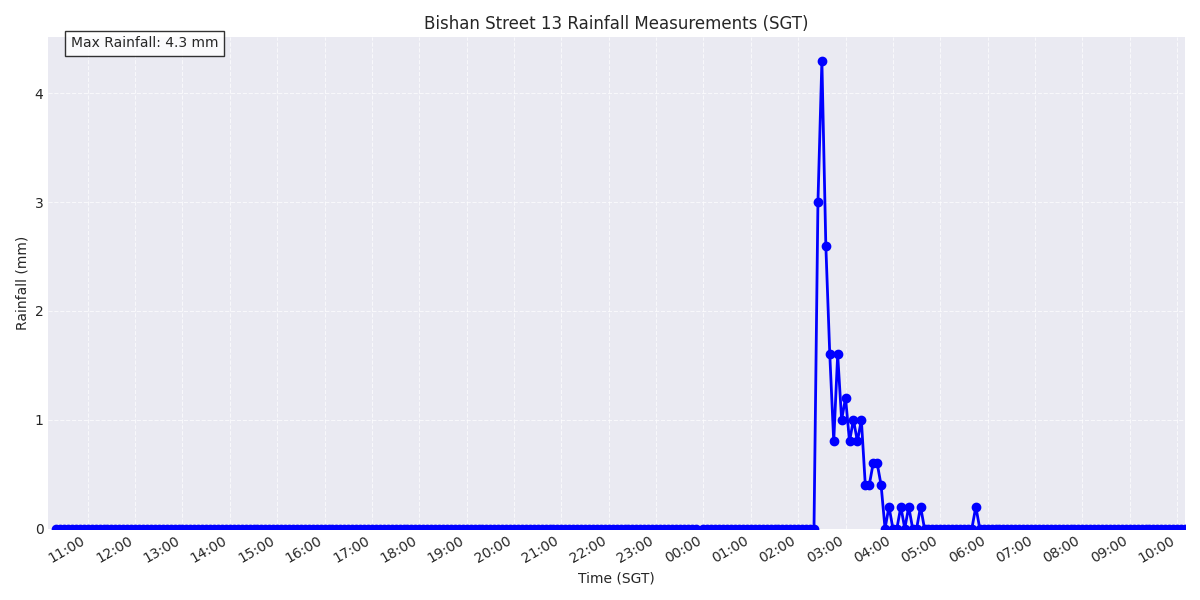 Bishan Street 13 Rainfall Measurements (SGT)
Max Rainfall: 4.3 mm
4
3
2
1
0
Rainfall (mm)
11:00 12:00 13:00 14:00 15:00 16:00 17:00 18:00 19:00 20:00 21:00 22:00 23:00 00:00 01:00 02:00 03:00 04:00 05:00 06:00 07:00 08:00 09:00 10:00
Time (SGT)